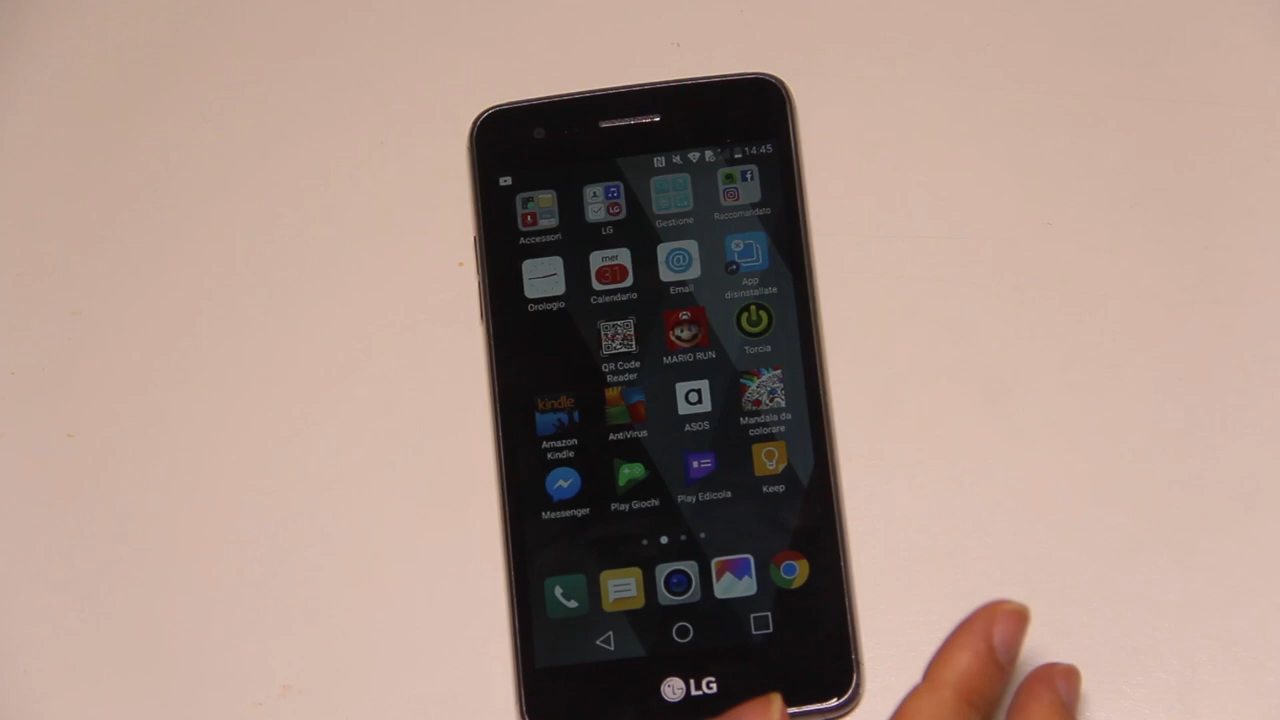 14:45
Accessori
LG
LG
Gestione
Raccomandato
Orologio
mer
31
Calendario
@
Email
App
disinstallate
QR Code
Reader
MARIO RUN
Torcia
kindle
Amazon
Kindle
AntiVirus
a
ASOS
Mandala da
colorare
Messenger
Play Giochi
Play Edicola
Keep
LG